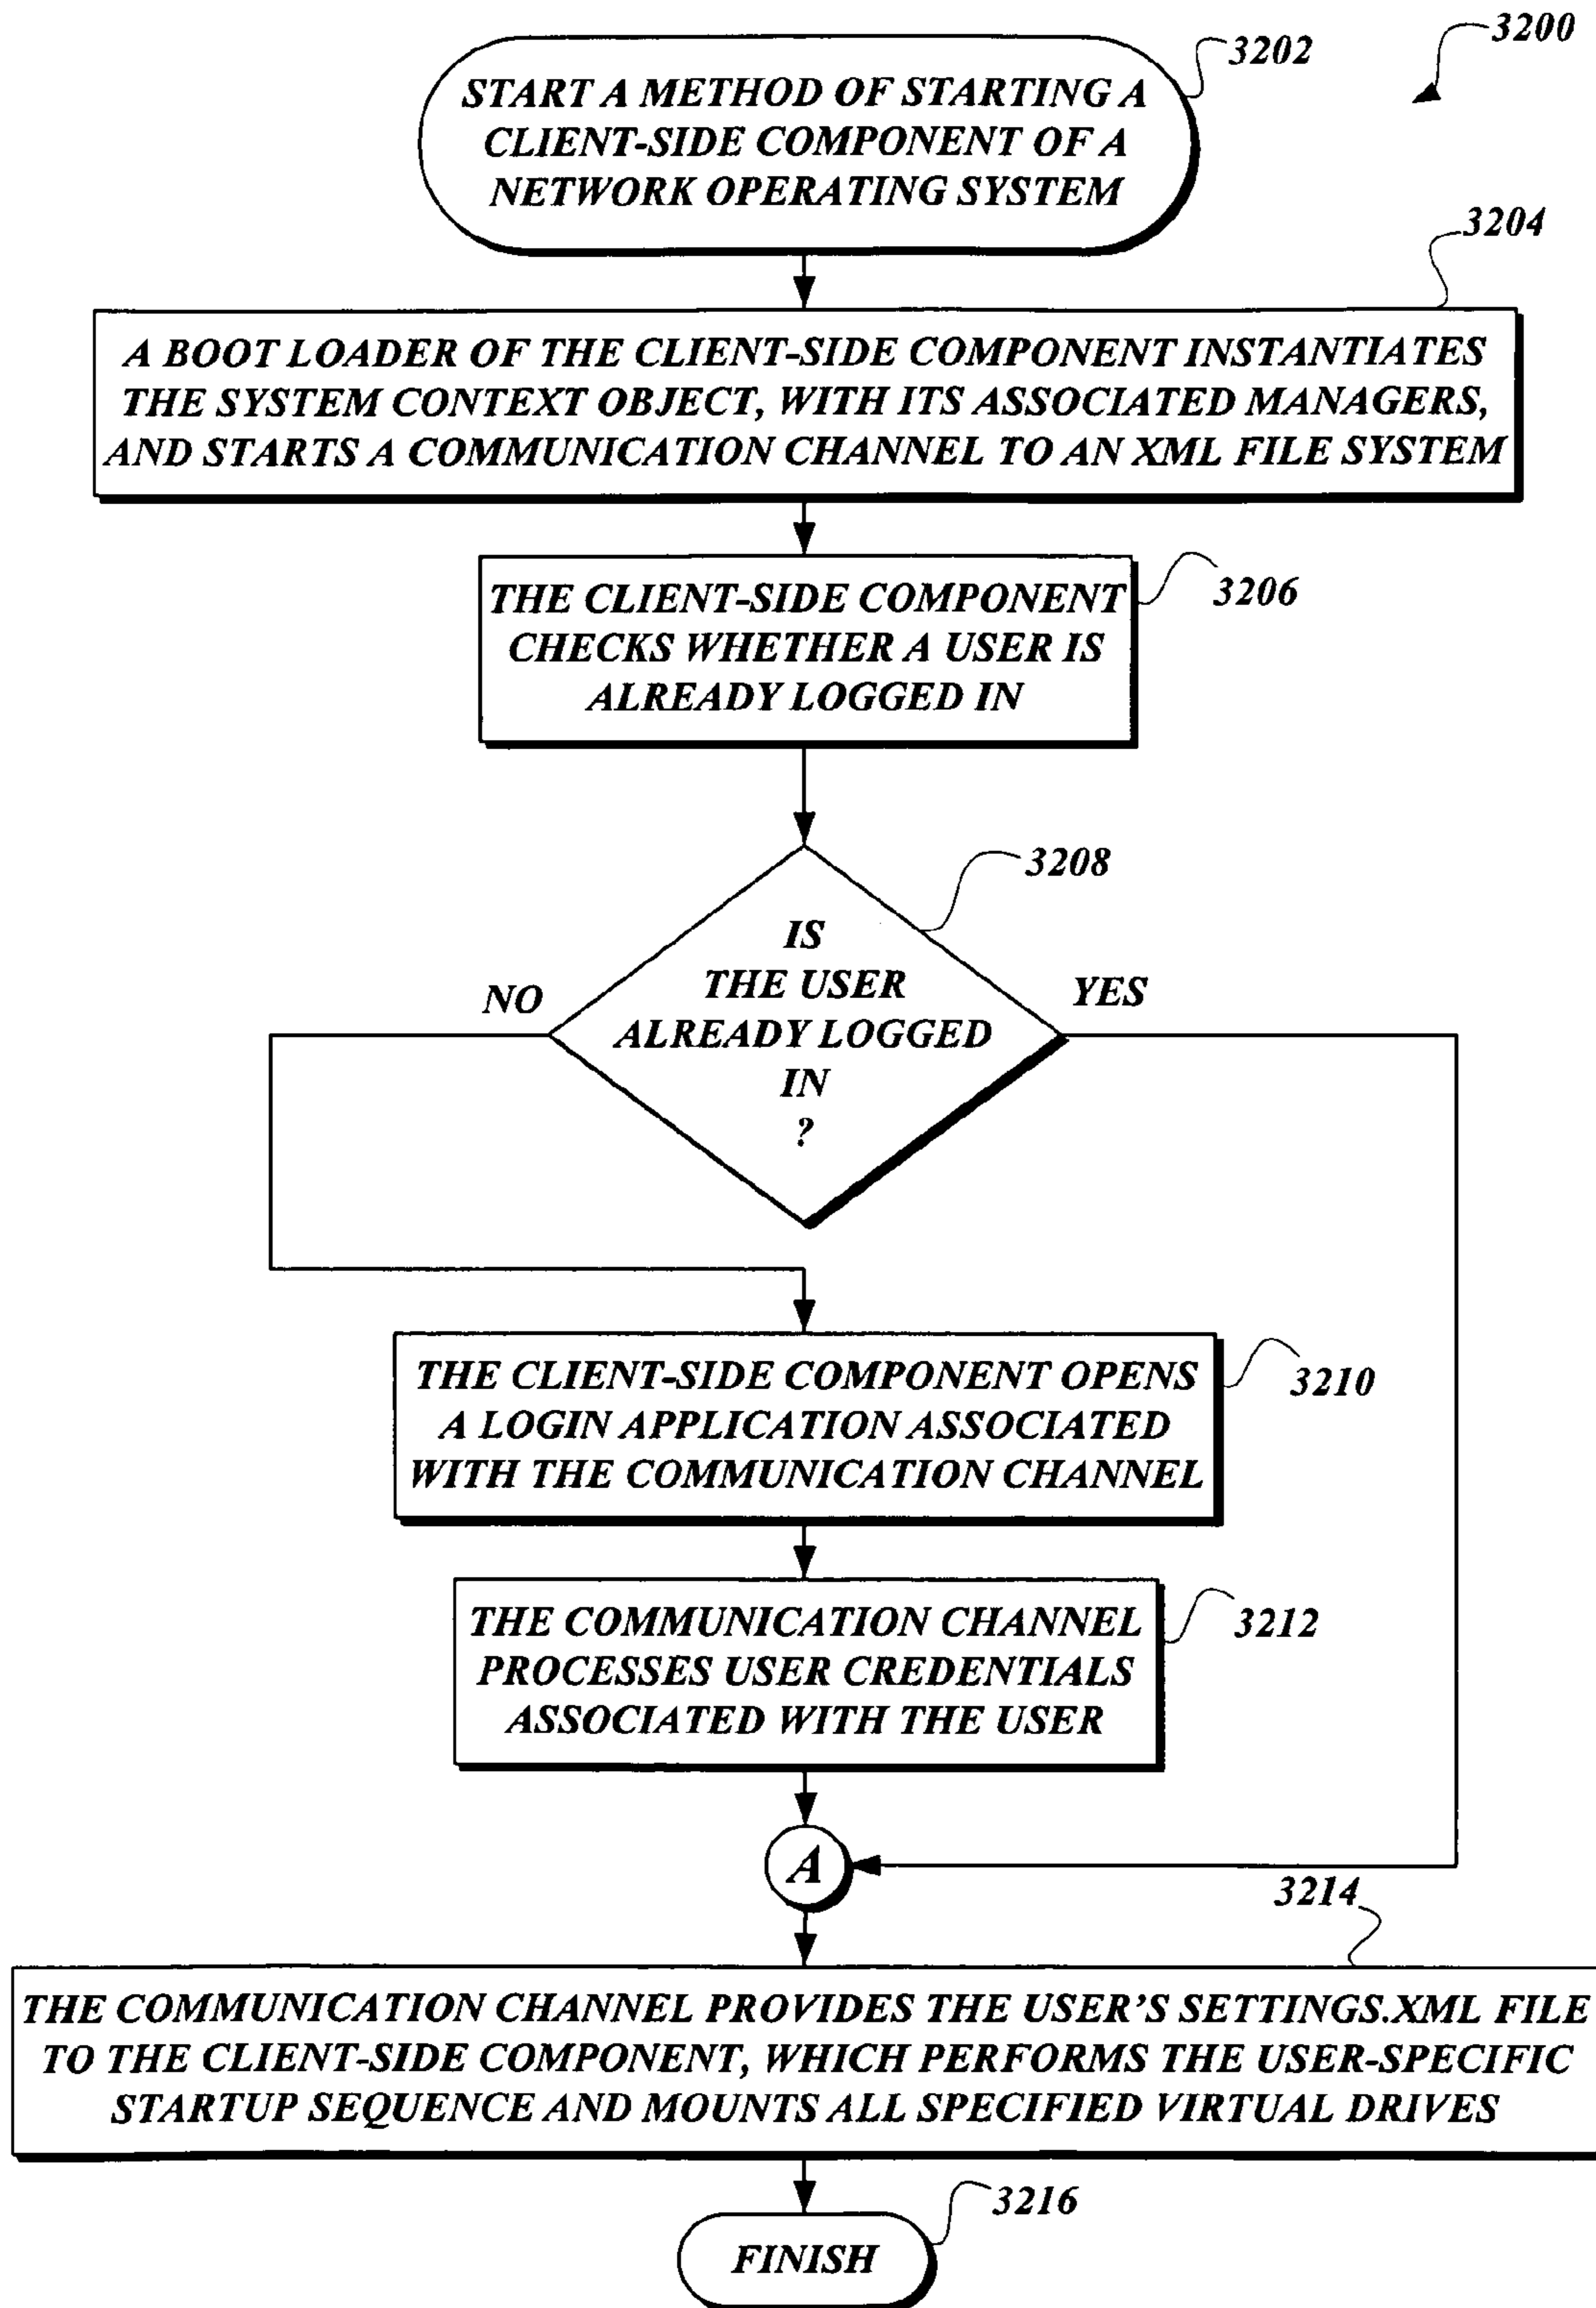 3200
3202
START A METHOD OF STARTING A
CLIENT-SIDE COMPONENT OF A
NETWORK OPERATING SYSTEM
3204
A BOOT LOADER OF THE CLIENT-SIDE COMPONENT INSTANTIATES
THE SYSTEM CONTEXT OBJECT, WITH ITS ASSOCIATED MANAGERS,
AND STARTS A COMMUNICATION CHANNEL TO AN XML FILE SYSTEM
3206
THE CLIENT-SIDE COMPONENT
CHECKS WHETHER A USER IS
ALREADY LOGGED IN
3208
IS
THE USER
ALREADY LOGGED
IN
?
NO
YES
3210
THE CLIENT-SIDE COMPONENT OPENS
A LOGIN APPLICATION ASSOCIATED
WITH THE COMMUNICATION CHANNEL
3212
THE COMMUNICATION CHANNEL
PROCESSES USER CREDENTIALS
ASSOCIATED WITH THE USER
A
3214
THE COMMUNICATION CHANNEL PROVIDES THE USER'S SETTINGS.XML FILE
TO THE CLIENT-SIDE COMPONENT, WHICH PERFORMS THE USER-SPECIFIC
STARTUP SEQUENCE AND MOUNTS ALL SPECIFIED VIRTUAL DRIVES
3216
FINISH